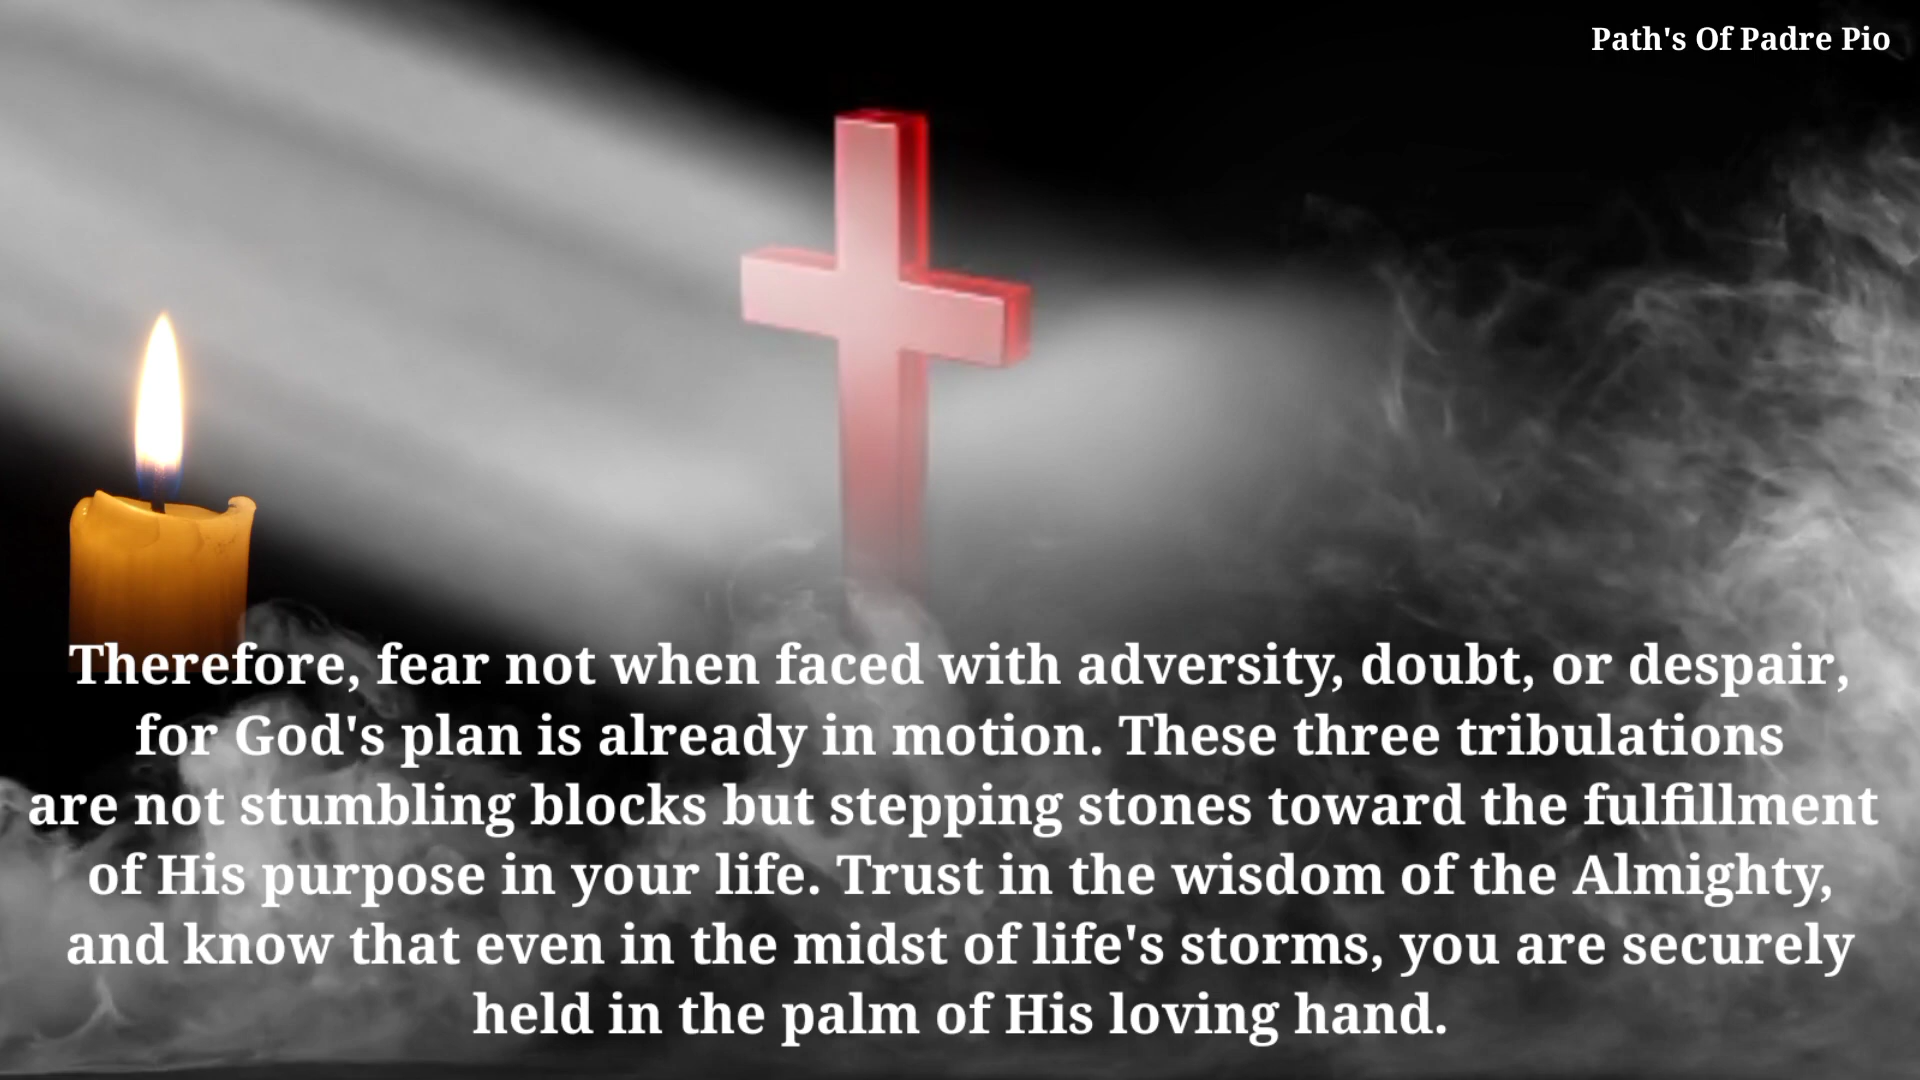 Path's Of Padre Pio
Therefore, fear not when faced with adversity, doubt, or despair,
for God's plan is already in motion. These three tribulations
are not stumbling blocks but stepping stones toward the fulfillment
of His purpose in your life. Trust in the wisdom of the Almighty,
and know that even in the midst of life's storms, you are securely
held in the palm of His loving hand.